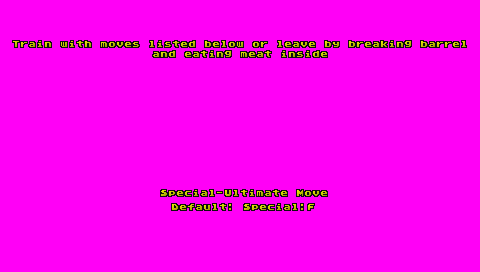 Train with moves listed below or leave by breaking barrel
and eating meat inside
Special-Ultimate Move
Default: Special:F